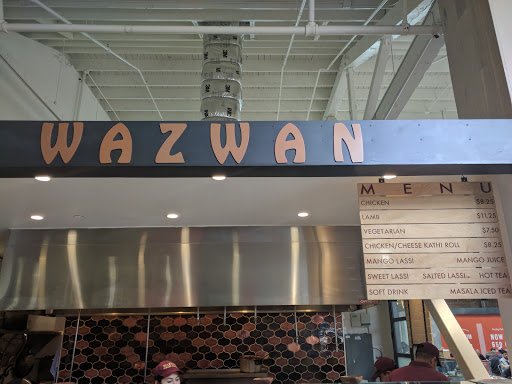 WAZWAN
MENU
CHICKEN $8.25
LAMB $11.25
VEGETARIAN $7.50
CHICKEN/CHEESE KATHI ROLL $8.25
MANGO LASSI MANGO JUICE
SWEET LASSI SALTED LASSI HOT TEA
SOFT DRINK MASALA ICED TEA
NOW